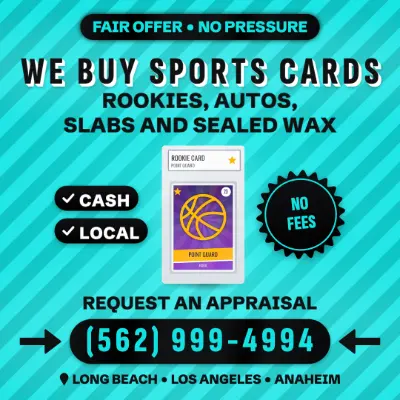 FAIR OFFER • NO PRESSURE
WE BUY SPORTS CARDS
ROOKIES, AUTOS,
SLABS AND SEALED WAX
ROOKIE CARD
POINT GUARD
CASH
LOCAL
POINT GUARD
NO
FEES
REQUEST AN APPRAISAL
(562) 999-4994
LONG BEACH • LOS ANGELES • ANAHEIM